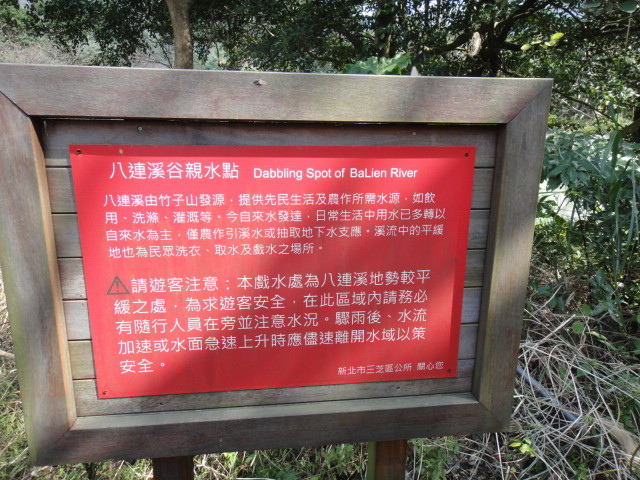 八連溪谷親水點 Dabbling Spot of BaLien River
八連溪由竹子山發源，提供先民生活及農作所需水源，如飲
用、洗滌、灌溉等。今自來水發達，日常生活中用水已多轉以
自來水為主，僅農作引溪水或抽取地下水支應。溪流中的平緩
地也為民眾洗衣、取水及戲水之場所。
請遊客注意：本戲水處為八連溪地勢較平
緩之處，為求遊客安全，在此區域內請務必
有隨行人員在旁並注意水況。驟雨後、水流
加速或水面急速上升時應儘速離開水域以策
安全。
新北市三芝區公所 關心您